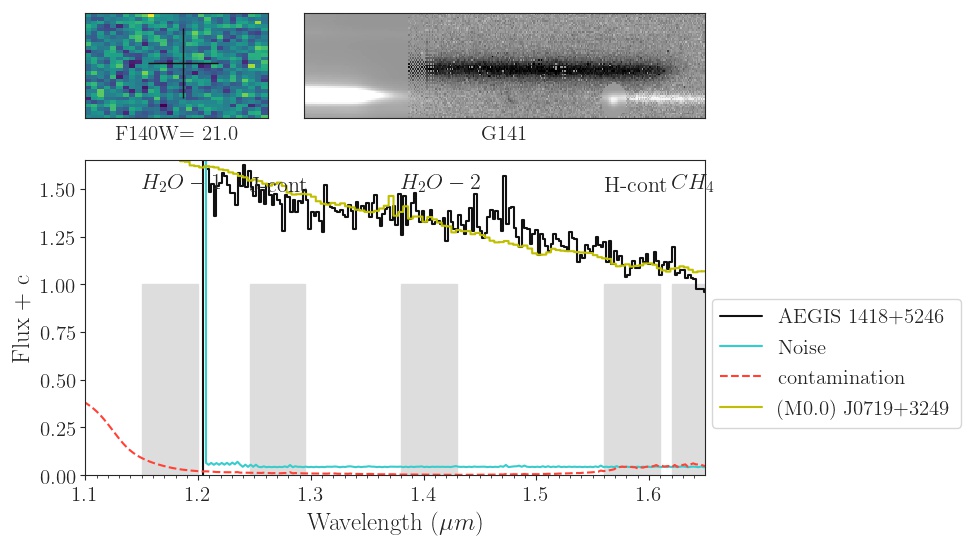 F140W= 21.0
G141
H₂O − 1
J-cont
H₂O − 2
H-cont
CH₄
1.50
1.25
1.00
0.75
0.50
0.25
0.00
Flux + c
1.1
1.2
1.3
1.4
1.5
1.6
Wavelength (μm)
AEGIS 1418+5246
Noise
contamination
(M0.0) J0719+3249